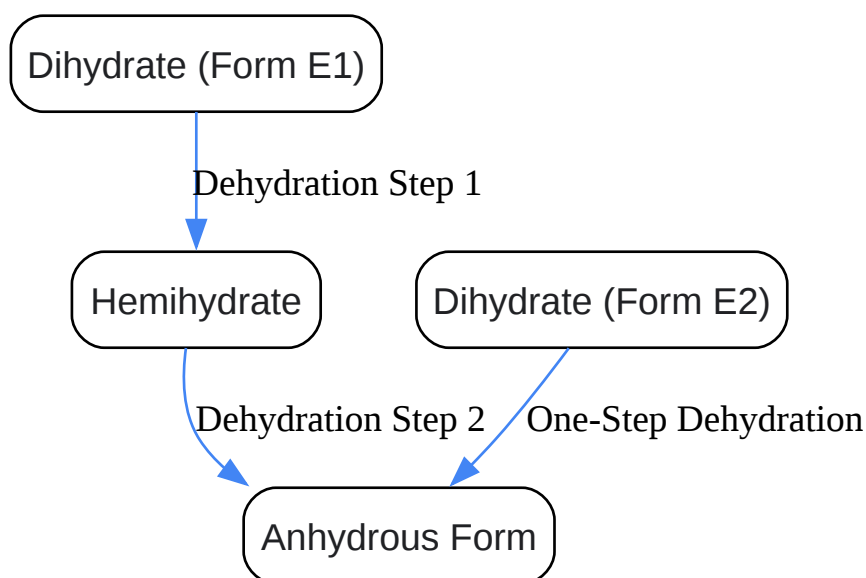 Dihydrate (Form E1)
Dehydration Step 1
Hemihydrate
Dihydrate (Form E2)
Dehydration Step 2
One-Step Dehydration
Anhydrous Form